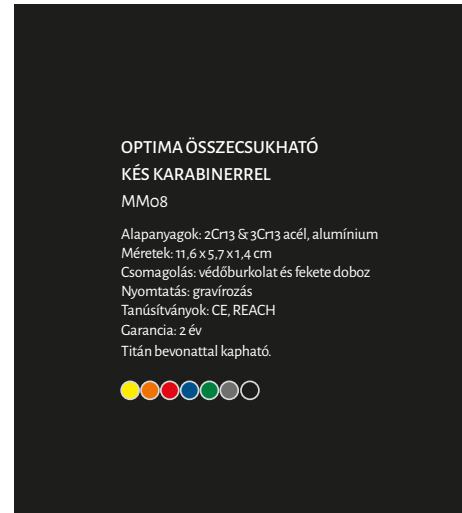 OPTIMA ÖSSZECSUKHATÓ
KÉS KARABINERREL
MM08
Alapanyagok: 2Cr13 & 3Cr13 acél, alumínium
Méretek: 11,6 x 5,7 x 1,4 cm
Csomagolás: védőburkolat és fekete doboz
Nyomtatás: gravírozás
Tanúsítványok: CE, REACH
Garancia: 2 év
Titán bevonattal kapható.